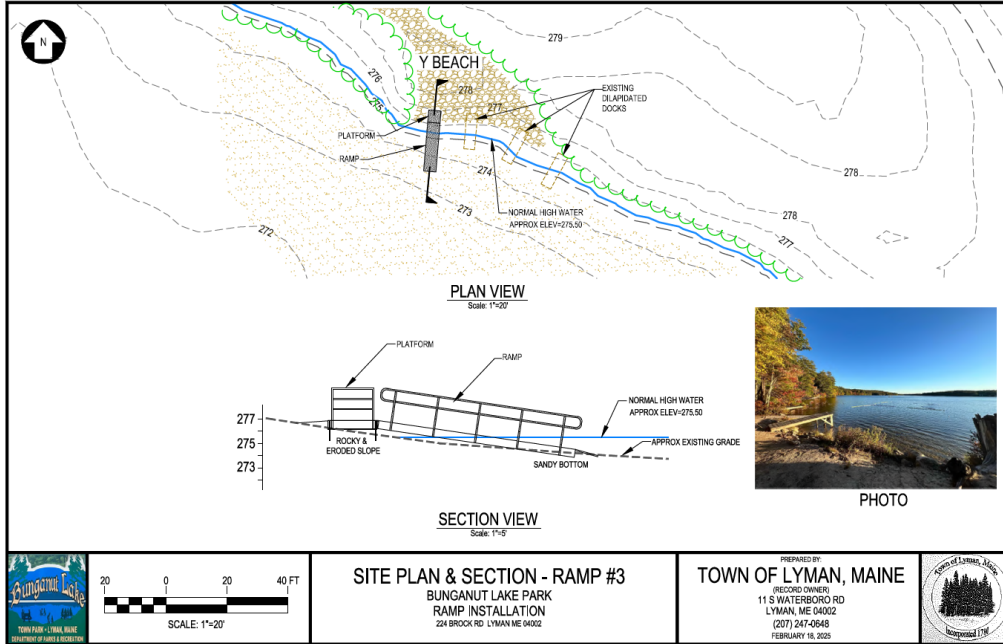 N
279
276
275
Y BEACH
278
277
EXISTING
DILAPIDATED
DOCKS
PLATFORM
RAMP
274
278
273
NORMAL HIGH WATER
APPROX ELEV=275.50
278
277
272
PLAN VIEW
Scale: 1"=20'
PLATFORM
RAMP
277
275
273
NORMAL HIGH WATER
APPROX ELEV=275.50
APPROX EXISTING GRADE
ROCKY &
ERODED SLOPE
SANDY BOTTOM
SECTION VIEW
Scale: 1"=5'
PHOTO
Bunganut Lake
TOWN PARK - LYMAN, MAINE
DEPARTMENT OF PARKS & RECREATION
20 0 20 40 FT
SCALE: 1"=20'
SITE PLAN & SECTION - RAMP #3
BUNGANUT LAKE PARK
RAMP INSTALLATION
224 BROCK RD LYMAN ME 04002
PREPARED BY:
TOWN OF LYMAN, MAINE
(RECORD OWNER)
11 S WATERBORO RD
LYMAN, ME 04002
(207) 247-0648
FEBRUARY 18, 2025
Town of Lyman, Maine